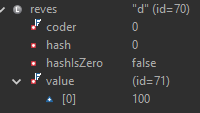 reves "d" (id=70)
coder 0
hash 0
hashIsZero false
value (id=71)
[0] 100